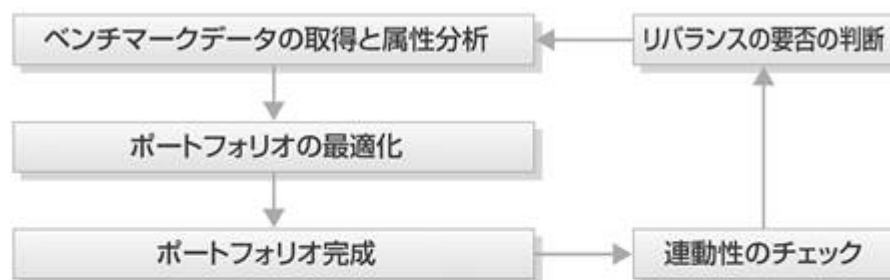 ベンチマークデータの取得と属性分析
リバランスの要否の判断
ポートフォリオの最適化
ポートフォリオ完成
連動性のチェック